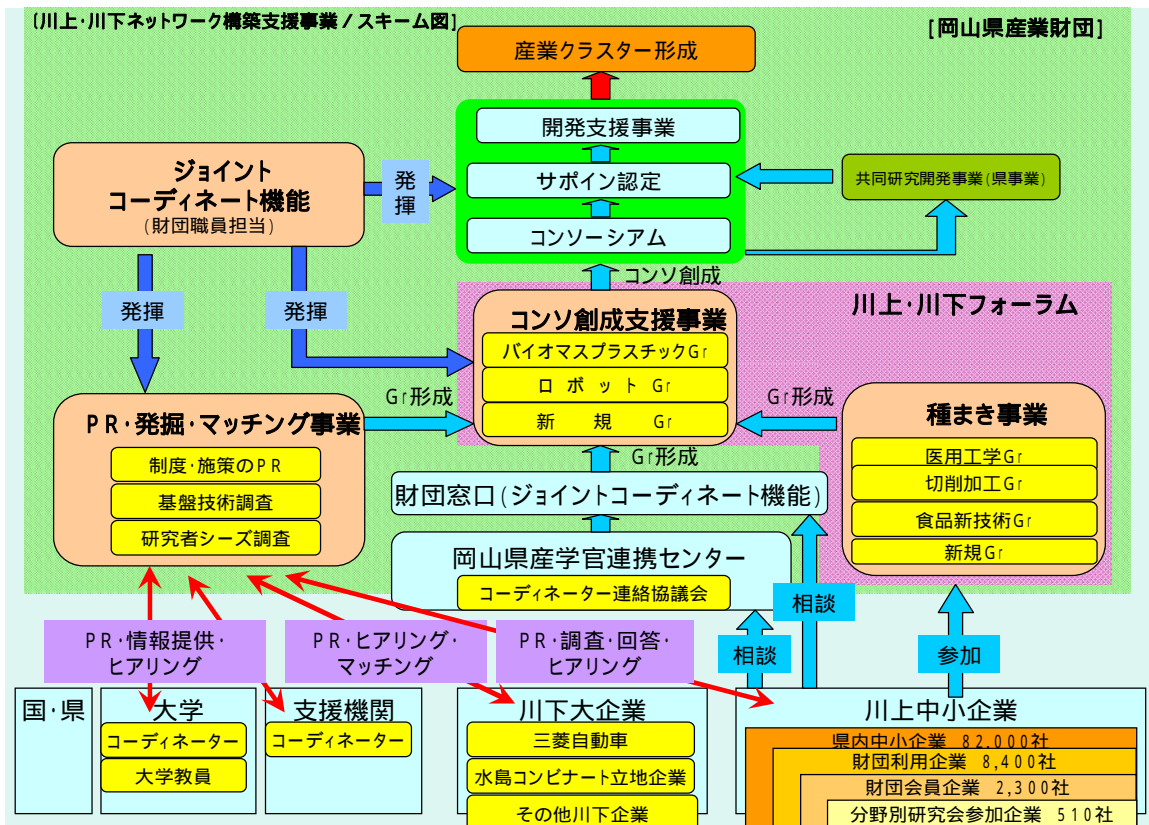 (川上・川下ネットワーク構築支援事業/スキーム図]
[岡山県産業財団]
産業クラスター形成
開発支援事業
サポイン認定
コンソーシアム
共同研究開発事業(県事業)
ジョイント
コーディネート機能
(財団職員担当)
発
揮
発揮
発揮
コンソ創成
川上・川下フォーラム
コンソ創成支援事業
バイオマスプラスチックGr
ロボット Gr
新 規 Gr
Gr形成
Gr形成
Gr形成
PR・発掘・マッチング事業
制度・施策のPR
基盤技術調査
研究者シーズ調査
種まき事業
医用工学Gr
切削加工Gr
食品新技術Gr
新規Gr
財団窓口(ジョイントコーディネート機能)
岡山県産学官連携センター
コーディネーター連絡協議会
相談
相談
参加
PR・情報提供・
ヒアリング
PR・ヒアリング・
マッチング
PR・調査・回答・
ヒアリング
国・県
大学
コーディネーター
大学教員
支援機関
コーディネーター
川下大企業
三菱自動車
水島コンビナート立地企業
その他川下企業
川上中小企業
県内中小企業 82,000社
財団利用企業 8,400社
財団会員企業 2,300社
分野別研究会参加企業 510社